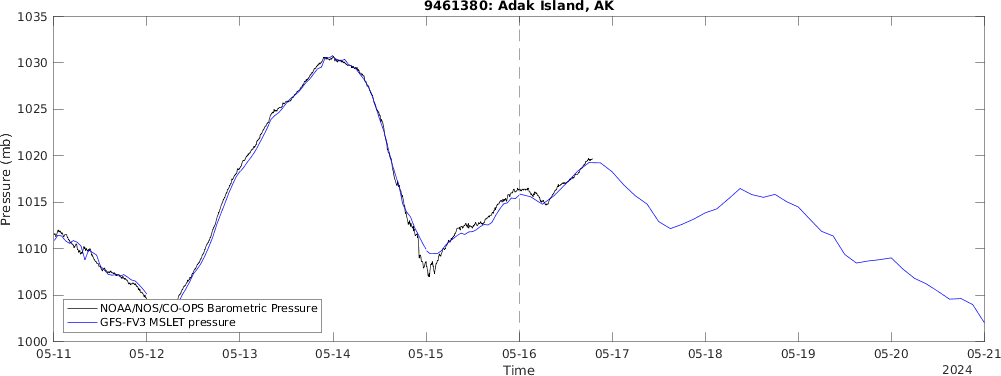 9461380: Adak Island, AK
Pressure (mb)
1035
1030
1025
1020
1015
1010
1005
1000
NOAA/NOS/CO-OPS Barometric Pressure
GFS-FV3 MSLET pressure
05-11 05-12 05-13 05-14 05-15 05-16 05-17 05-18 05-19 05-20 05-21
Time
2024